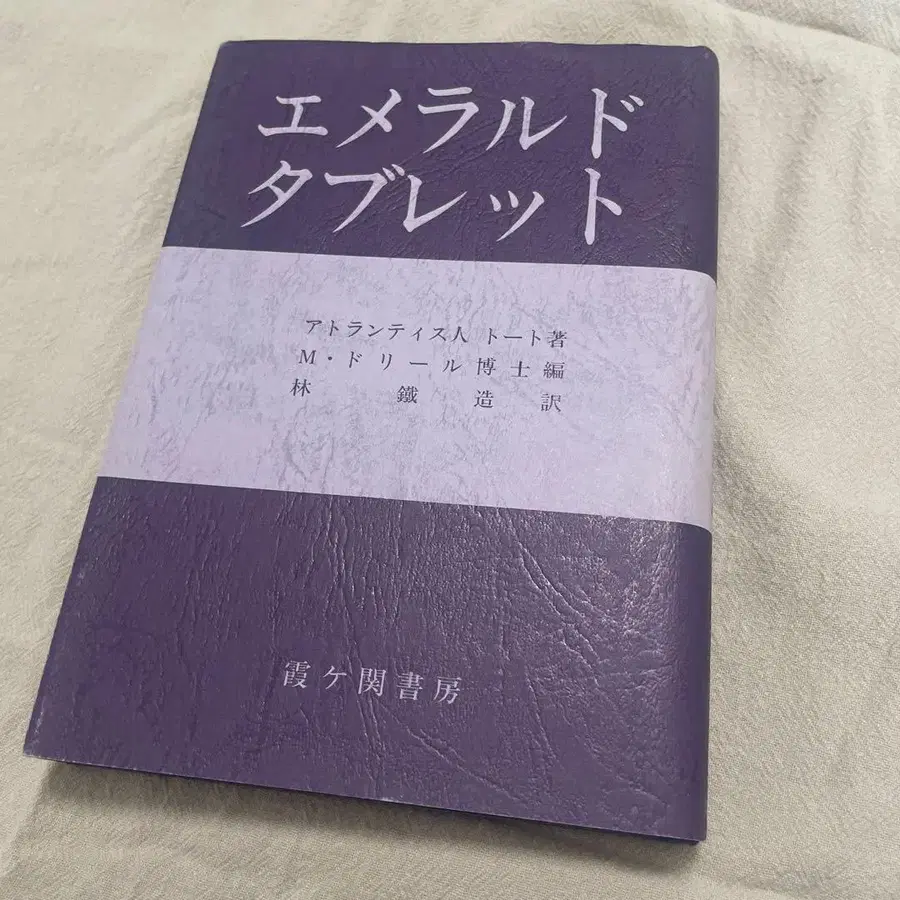 エメラルド
タブレット
アトランティス人 トート著
M・ドリール博士編
林 鐵造訳
霞ケ関書房